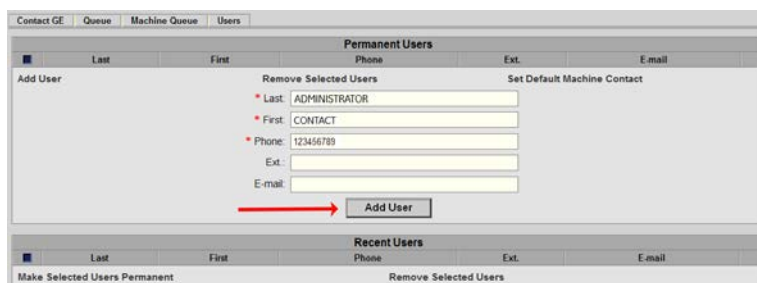 Contact GE Queue Machine Queue Users
Permanent Users
Last First Phone Ext. E-mail
Add User Remove Selected Users Set Default Machine Contact
* Last: ADMINISTRATOR
* First: CONTACT
* Phone: 123456789
Ext.:
E-mail:
Add User
Recent Users
Last First Phone Ext. E-mail
Make Selected Users Permanent Remove Selected Users